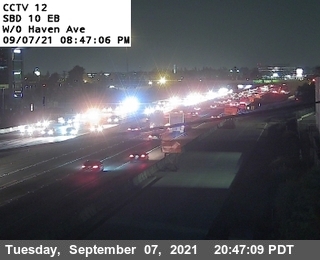 CCTV 12
SBD 10 EB
W/O Haven Ave
09/07/21 08:47:06 PM
Tuesday, September 07, 2021 20:47:09 PDT